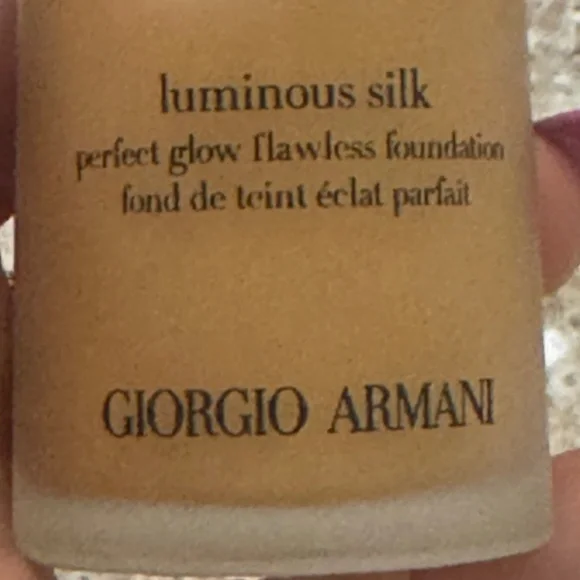 luminous silk
perfect glow flawless foundation
fond de teint éclat parfait
GIORGIO ARMANI